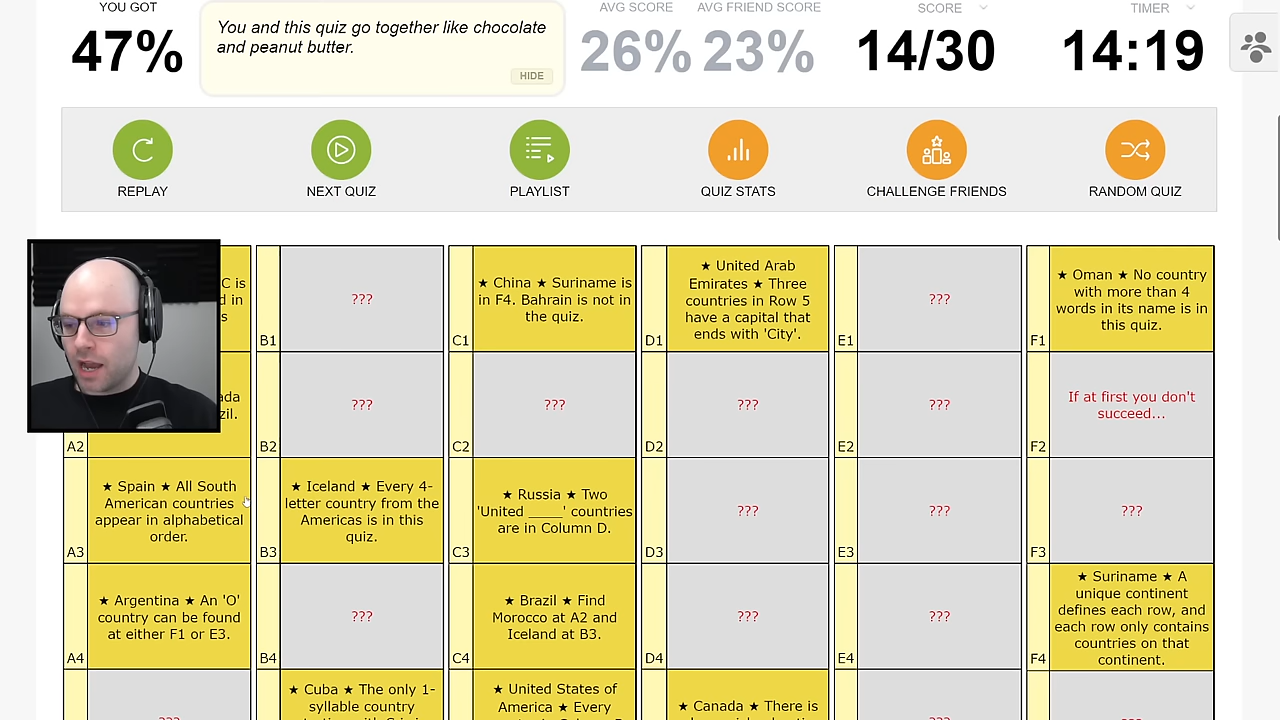 YOU GOT
47%
You and this quiz go together like chocolate
and peanut butter.
HIDE
AVG SCORE
26%
AVG FRIEND SCORE
23%
SCORE
14/30
TIMER
14:19
REPLAY
NEXT QUIZ
PLAYLIST
QUIZ STATS
CHALLENGE FRIENDS
RANDOM QUIZ
C is
d in
s
B1
???
C1
★ China ★ Suriname is
in F4. Bahrain is not in
the quiz.
D1
★ United Arab
Emirates ★ Three
countries in Row 5
have a capital that
ends with 'City'.
E1
???
F1
★ Oman ★ No country
with more than 4
words in its name is in
this quiz.
A2
ada
zil.
B2
???
C2
???
D2
???
E2
???
F2
If at first you don't
succeed...
A3
★ Spain ★ All South
American countries
appear in alphabetical
order.
B3
★ Iceland ★ Every 4-
letter country from the
Americas is in this
quiz.
C3
★ Russia ★ Two
'United ____' countries
are in Column D.
D3
???
E3
???
F3
???
A4
★ Argentina ★ An 'O'
country can be found
at either F1 or E3.
B4
???
C4
★ Brazil ★ Find
Morocco at A2 and
Iceland at B3.
D4
???
E4
???
F4
★ Suriname ★ A
unique continent
defines each row, and
each row only contains
countries on that
continent.
???
★ Cuba ★ The only 1-
syllable country
★ United States of
America ★ Every
★ Canada ★ There is
???